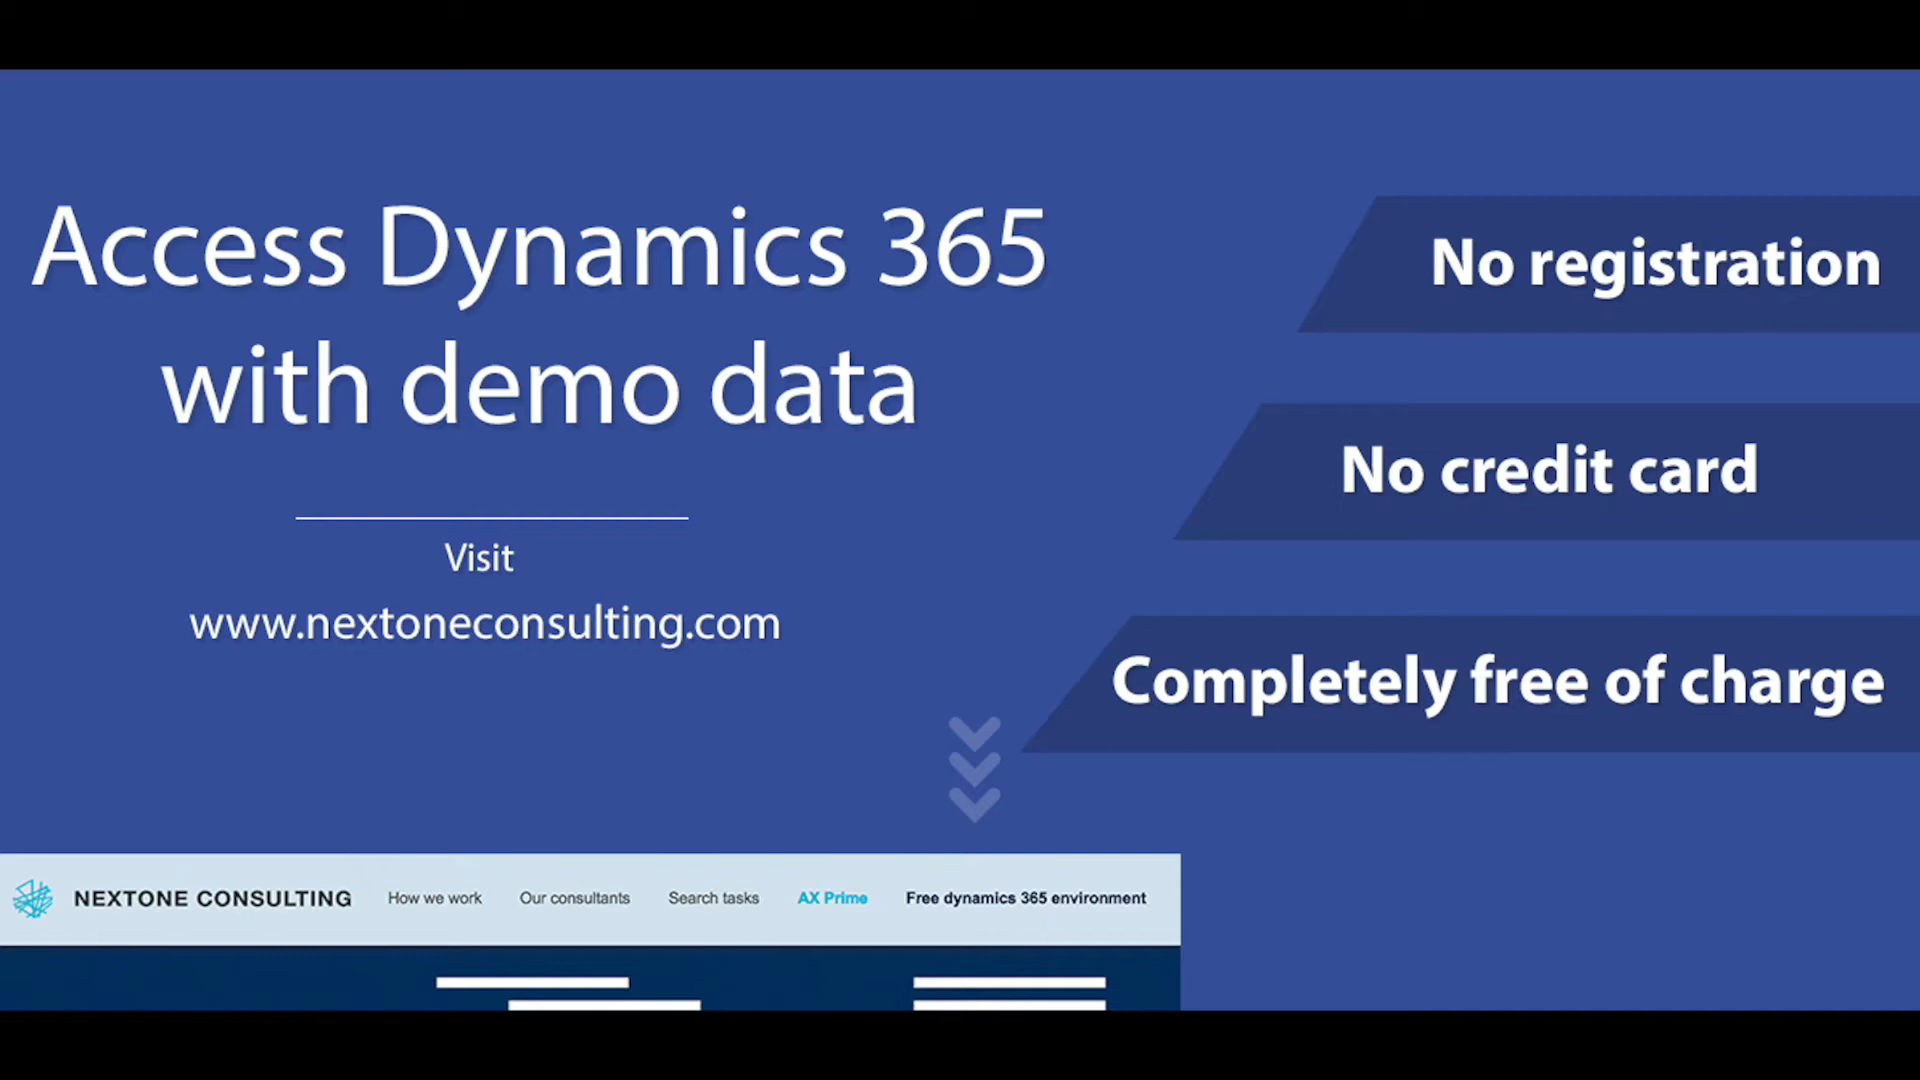 Access Dynamics 365
with demo data
Visit
www.nextoneconsulting.com
No registration
No credit card
Completely free of charge
NEXTONE CONSULTING How we work Our consultants Search tasks AX Prime Free dynamics 365 environment